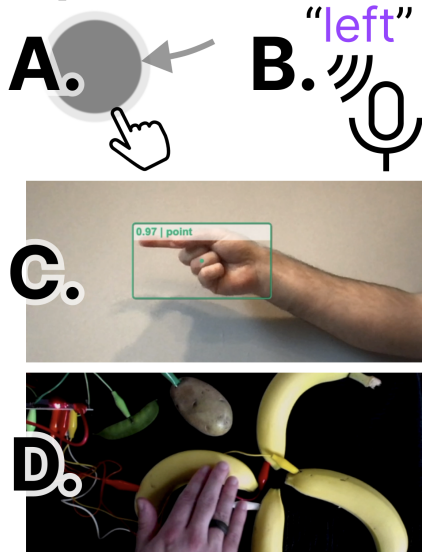 A.
B.
“left”
0.97 | point
C.
D.